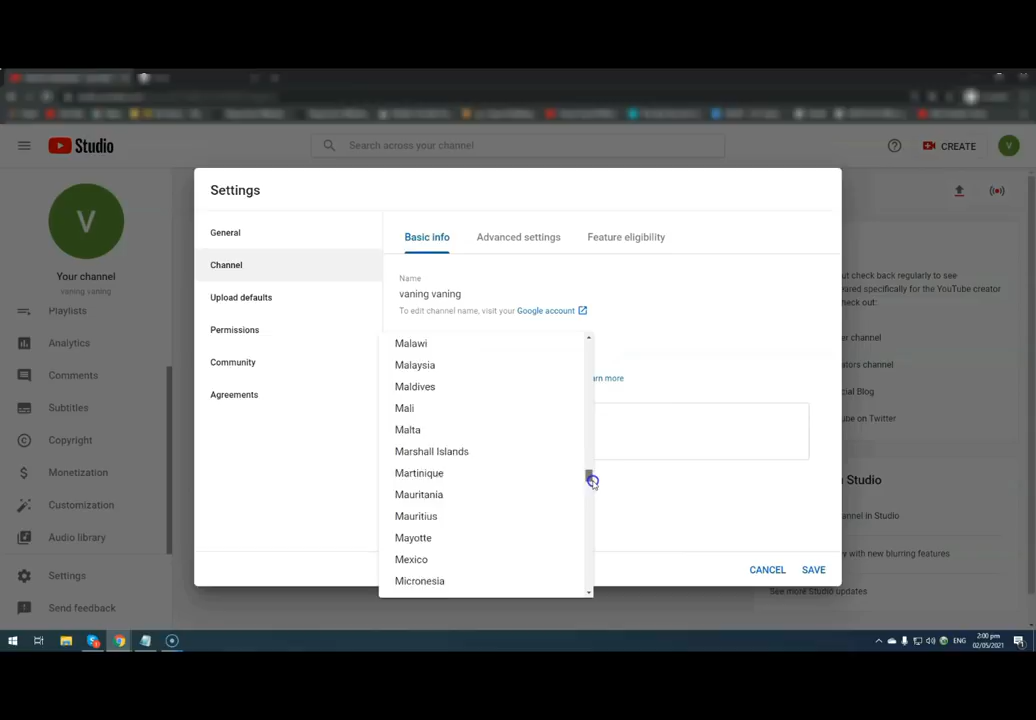 Studio
Search across your channel
CREATE
V
V
Your channel
vaning vaning
Playlists
Analytics
Comments
Subtitles
Copyright
Monetization
Customization
Audio library
Settings
Send feedback
Settings
General
Channel
Upload defaults
Permissions
Community
Agreements
Basic info
Advanced settings
Feature eligibility
Name
vaning vaning
To edit channel name, visit your Google account
arn more
Malawi
Malaysia
Maldives
Mali
Malta
Marshall Islands
Martinique
Mauritania
Mauritius
Mayotte
Mexico
Micronesia
CANCEL
SAVE
ut check back regularly to see
eared specifically for the YouTube creator
heck out:
er channel
eators channel
cial Blog
ube on Twitter
n Studio
annel in Studio
y with new blurring features
See more Studio updates
ENG
2:00 pm
02/05/2021